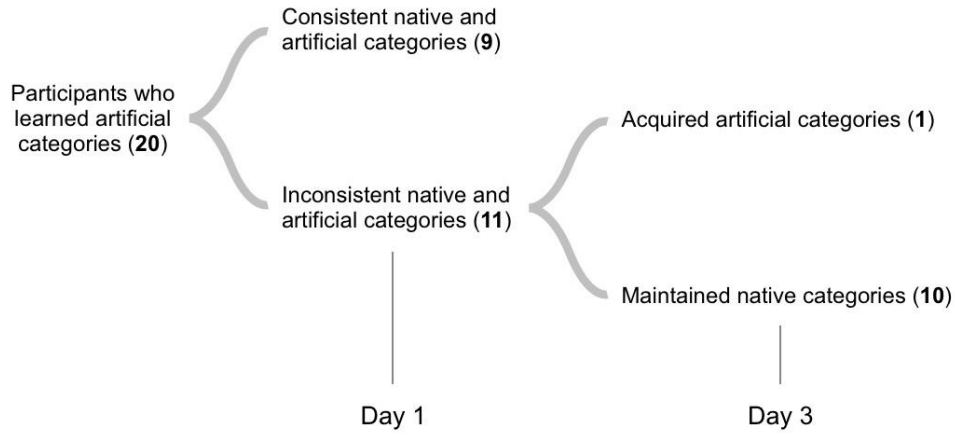 Consistent native and
artificial categories (9)
Participants who
learned artificial
categories (20)
Acquired artificial categories (1)
Inconsistent native and
artificial categories (11)
Maintained native categories (10)
Day 1
Day 3